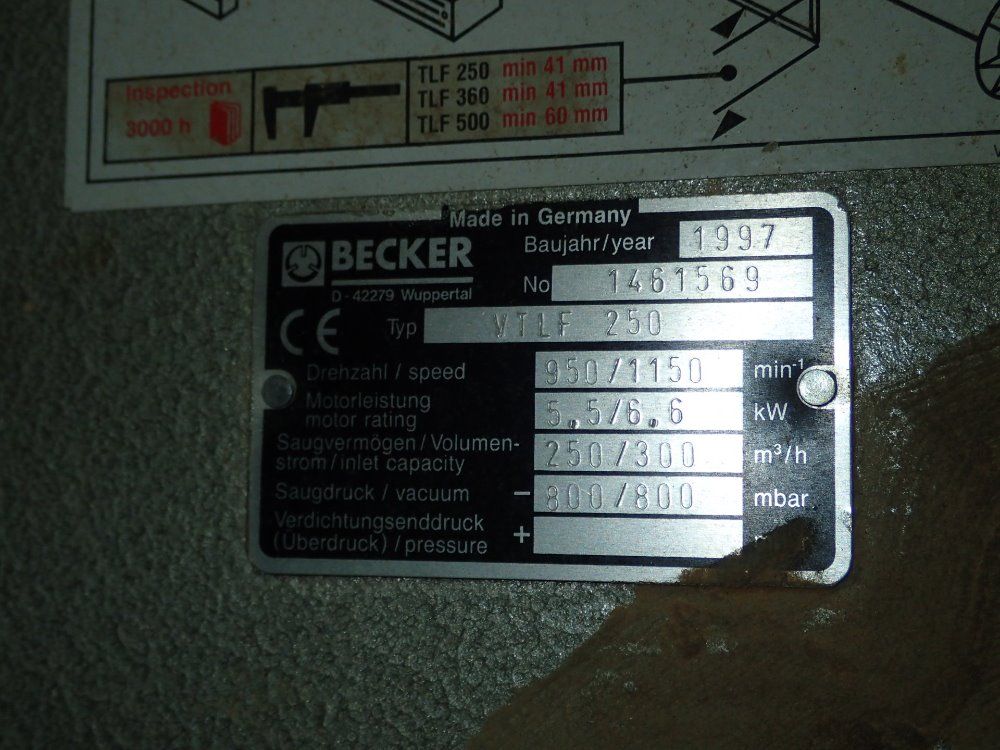 Inspection
3000 h
TLF 250 min 41 mm
TLF 360 min 41 mm
TLF 500 min 60 mm
Made in Germany
BECKER
D-42279 Wuppertal
Baujahr/year 1997
No 1461569
CE Typ VTLF 250
Drehzahl / speed 950/1150 min-1
Motorleistung
motor rating 5,5/6,6 kW
Saugvermögen/Volumen-
strom/inlet capacity 250/300 m³/h
Saugdruck / vacuum – 800/800 mbar
Verdichtungsenddruck
(Überdruck) / pressure +